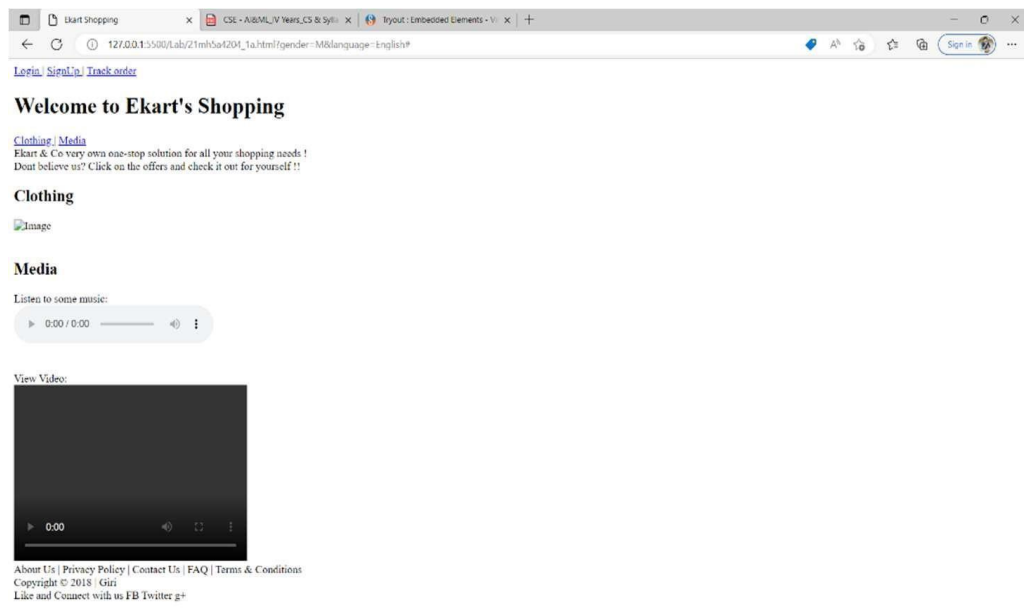 Ekart Shopping
CSE - AI&ML_IV Years_CS & Sylla
Tryout : Embedded Elements - Vi
127.0.0.1:5500/Lab/21mh5a4204_1a.html?gender=M&language=English#
Sign in
Login | SignUp | Track order
Welcome to Ekart's Shopping
Clothing | Media
Ekart & Co very own one-stop solution for all your shopping needs !
Dont believe us? Click on the offers and check it out for yourself !!
Clothing
Image
Media
Listen to some music:
0:00 / 0:00
View Video:
0:00
About Us | Privacy Policy | Contact Us | FAQ | Terms & Conditions
Copyright © 2018 | Giri
Like and Connect with us FB Twitter g+